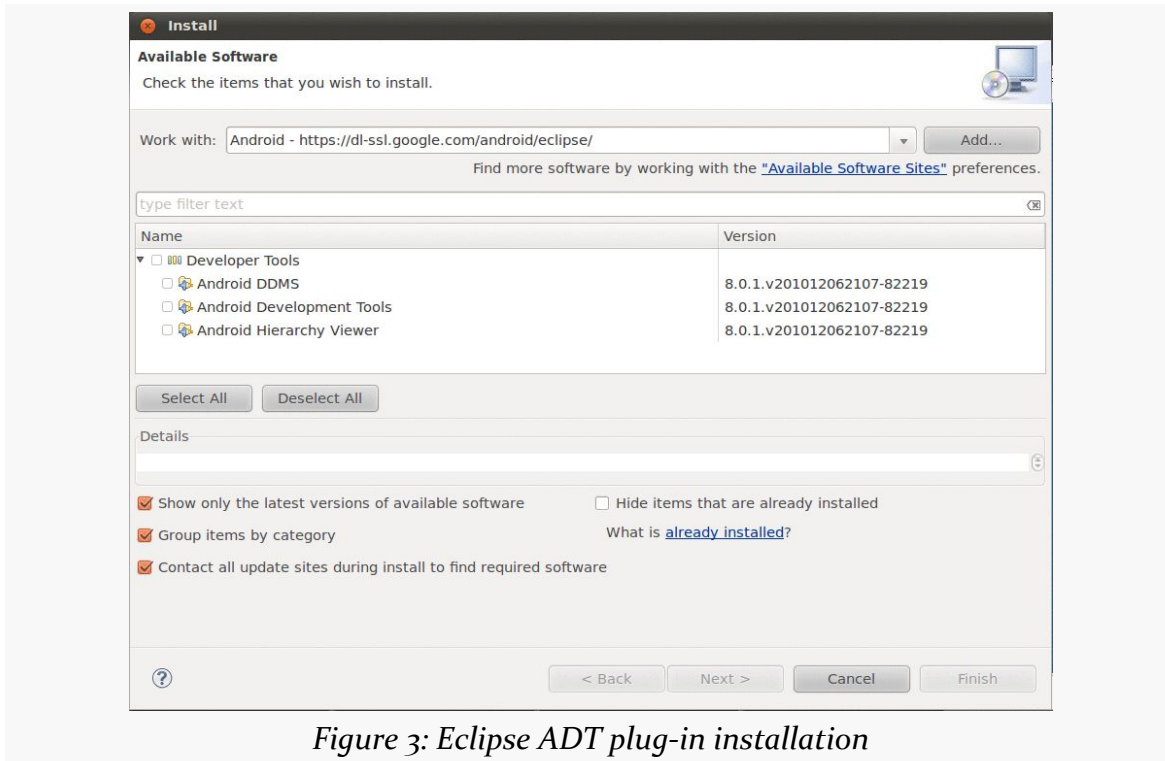 Install
Available Software
Check the items that you wish to install.
Work with: Android - https://dl-ssl.google.com/android/eclipse/ Add...
Find more software by working with the "Available Software Sites" preferences.
type filter text
Name Version
Developer Tools
Android DDMS 8.0.1.v201012062107-82219
Android Development Tools 8.0.1.v201012062107-82219
Android Hierarchy Viewer 8.0.1.v201012062107-82219
Select All Deselect All
Details
Show only the latest versions of available software Hide items that are already installed
Group items by category What is already installed?
Contact all update sites during install to find required software
? < Back Next > Cancel Finish
Figure 3: Eclipse ADT plug-in installation